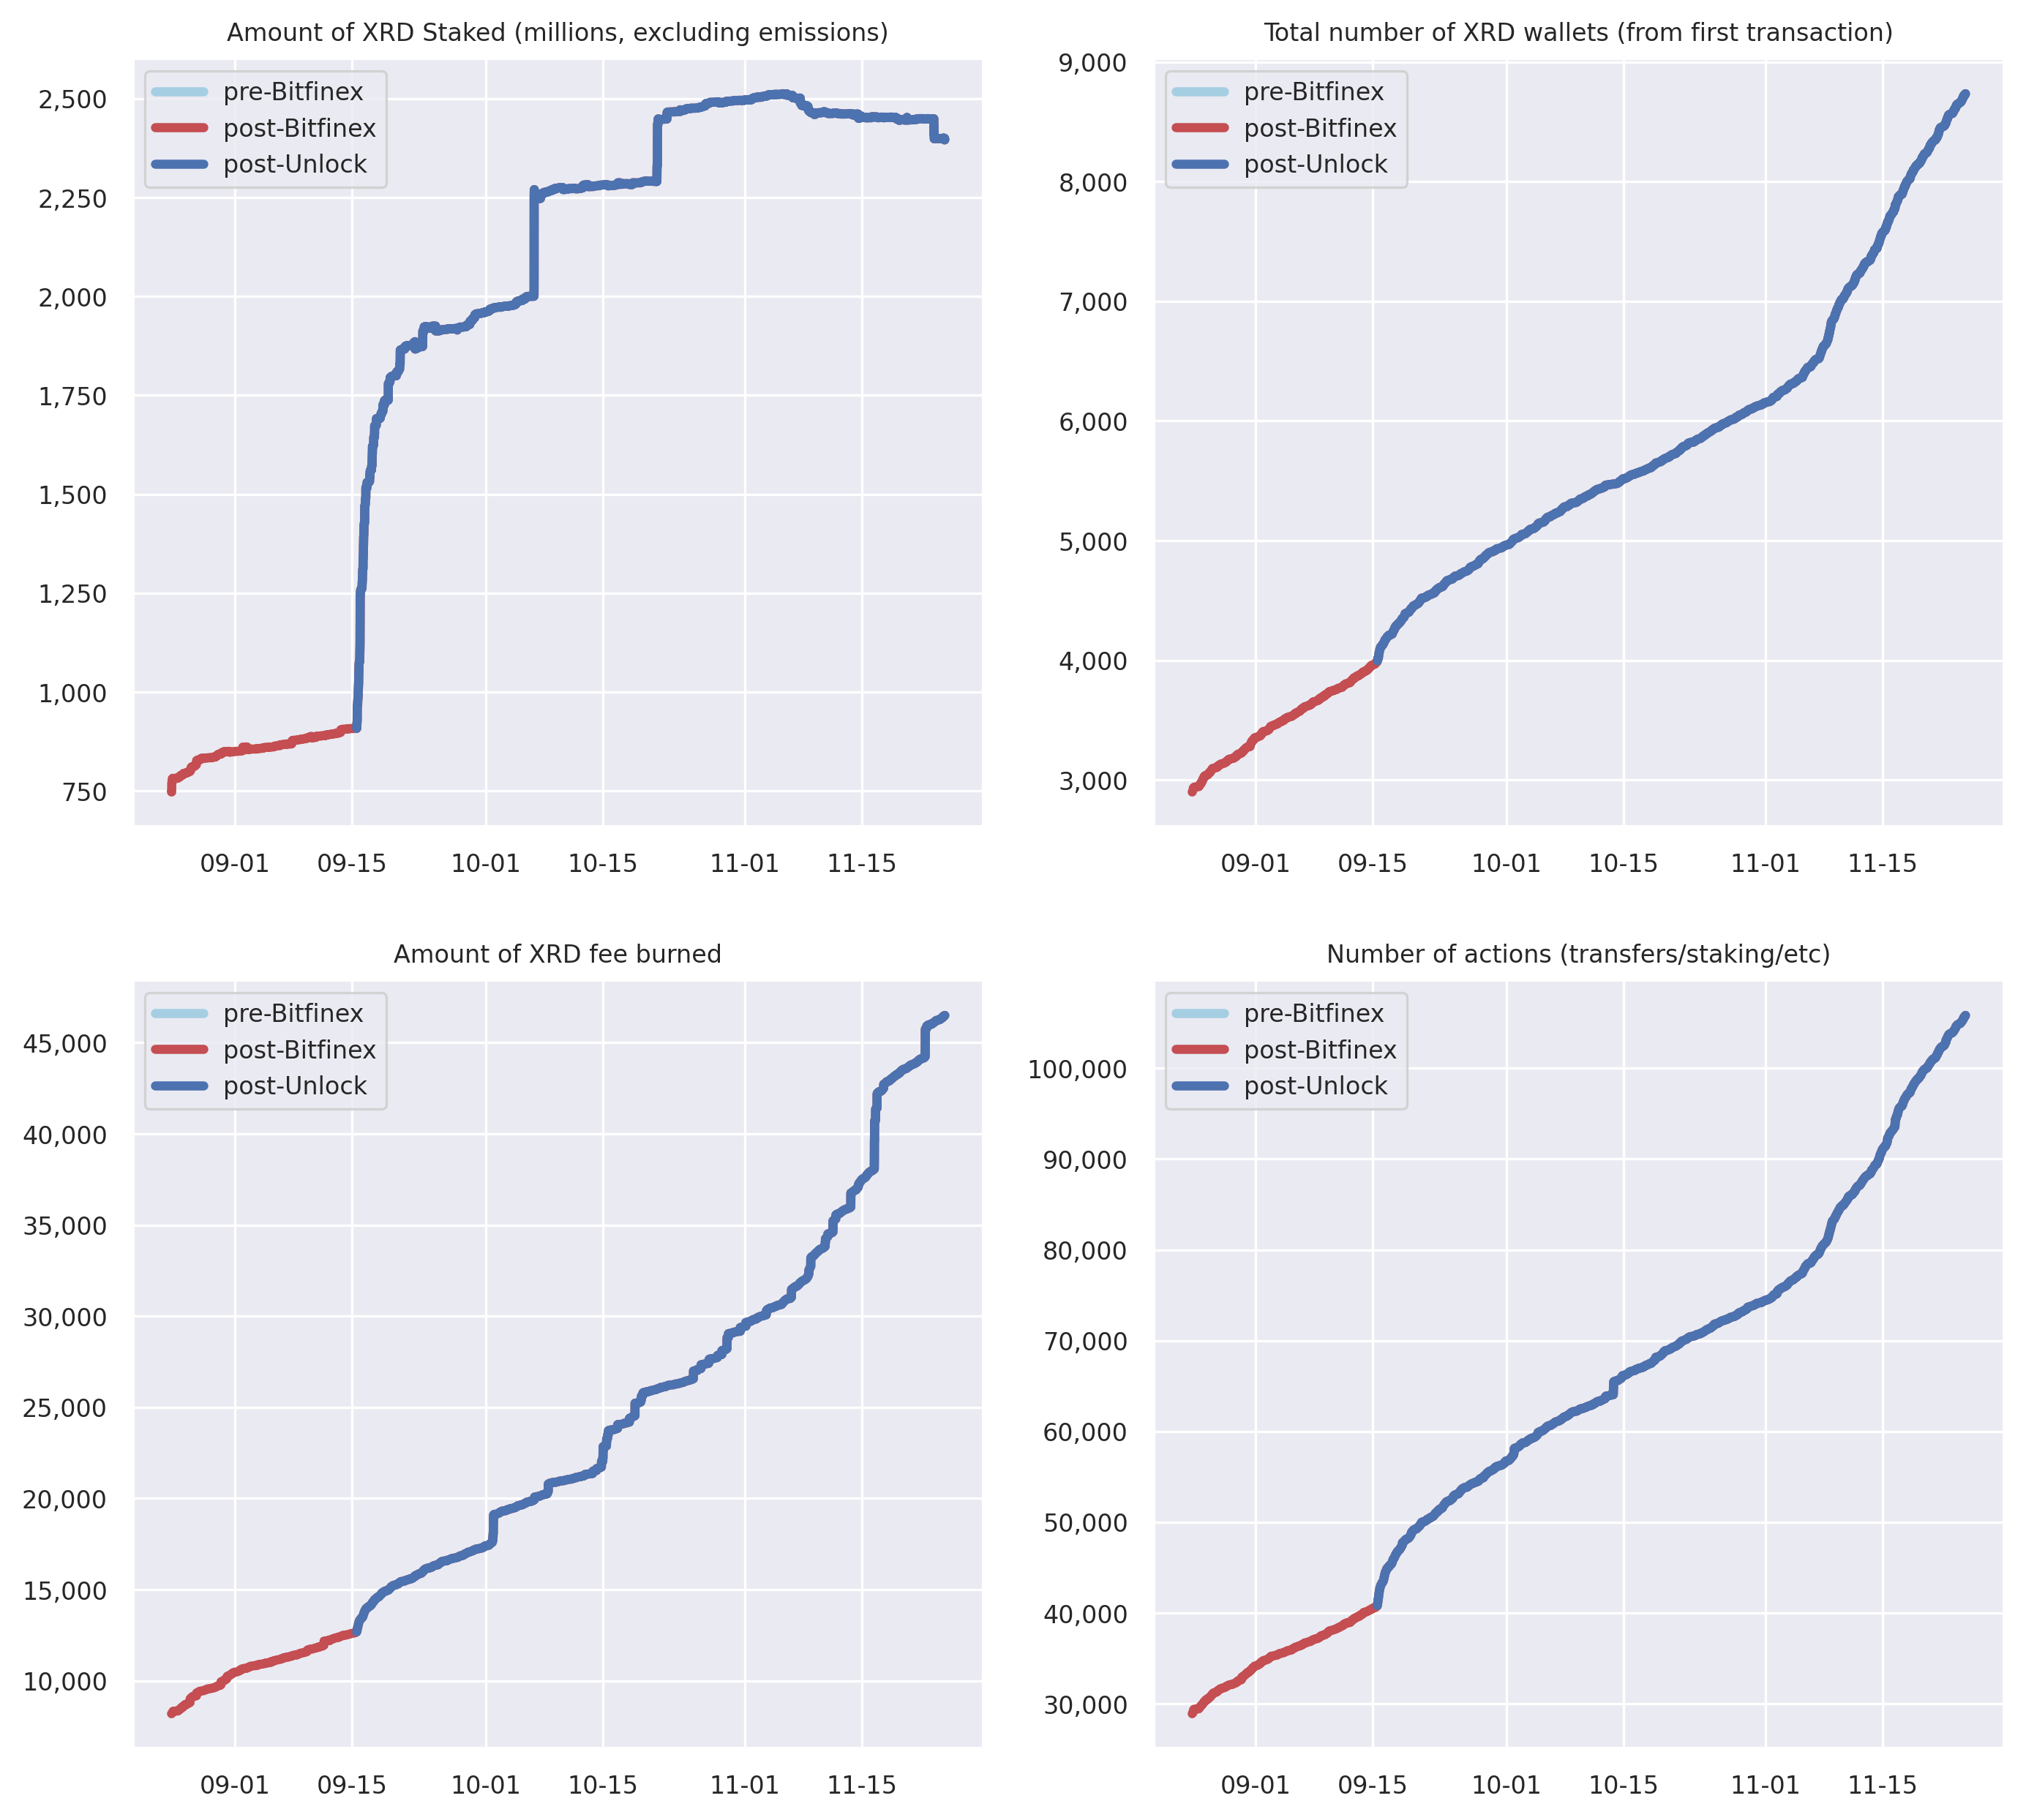 Amount of XRD Staked (millions, excluding emissions)
pre-Bitfinex
post-Bitfinex
post-Unlock
2,500
2,250
2,000
1,750
1,500
1,250
1,000
750
09-01 09-15 10-01 10-15 11-01 11-15
Total number of XRD wallets (from first transaction)
pre-Bitfinex
post-Bitfinex
post-Unlock
9,000
8,000
7,000
6,000
5,000
4,000
3,000
09-01 09-15 10-01 10-15 11-01 11-15
Amount of XRD fee burned
pre-Bitfinex
post-Bitfinex
post-Unlock
45,000
40,000
35,000
30,000
25,000
20,000
15,000
10,000
09-01 09-15 10-01 10-15 11-01 11-15
Number of actions (transfers/staking/etc)
pre-Bitfinex
post-Bitfinex
post-Unlock
100,000
90,000
80,000
70,000
60,000
50,000
40,000
30,000
09-01 09-15 10-01 10-15 11-01 11-15